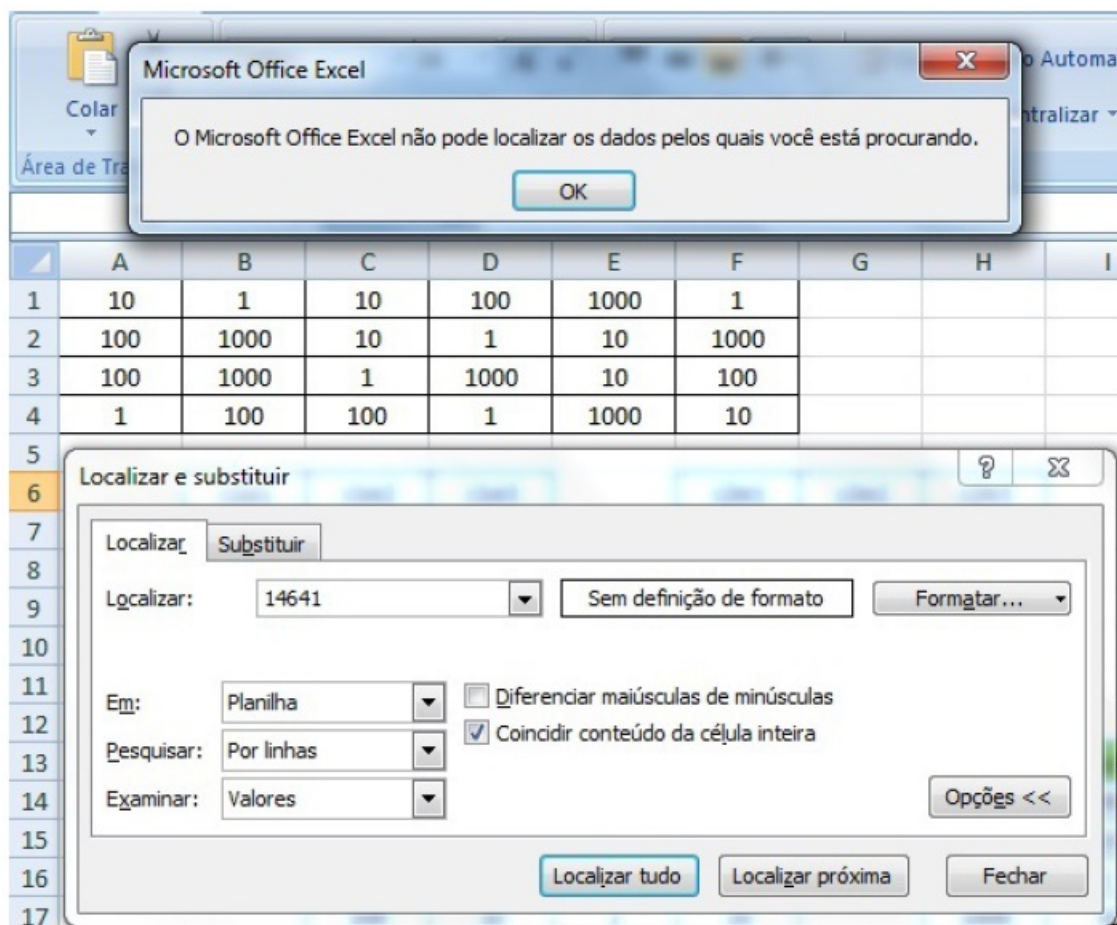 Microsoft Office Excel
O Microsoft Office Excel não pode localizar os dados pelos quais você está procurando.
OK
Colar
o Automa
ntralizar
Área de Tra
A B C D E F G H I
1 10 1 10 100 1000 1
2 100 1000 10 1 10 1000
3 100 1000 1 1000 10 100
4 1 100 100 1 1000 10
5
6
7
8
9
10
11
12
13
14
15
16
17
Localizar e substituir
Localizar Substituir
Localizar: 14641 Sem definição de formato Formatar...
Em: Planilha Diferenciar maiúsculas de minúsculas
Pesquisar: Por linhas Coincidir conteúdo da célula inteira
Examinar: Valores Opções <<
Localizar tudo Localizar próxima Fechar